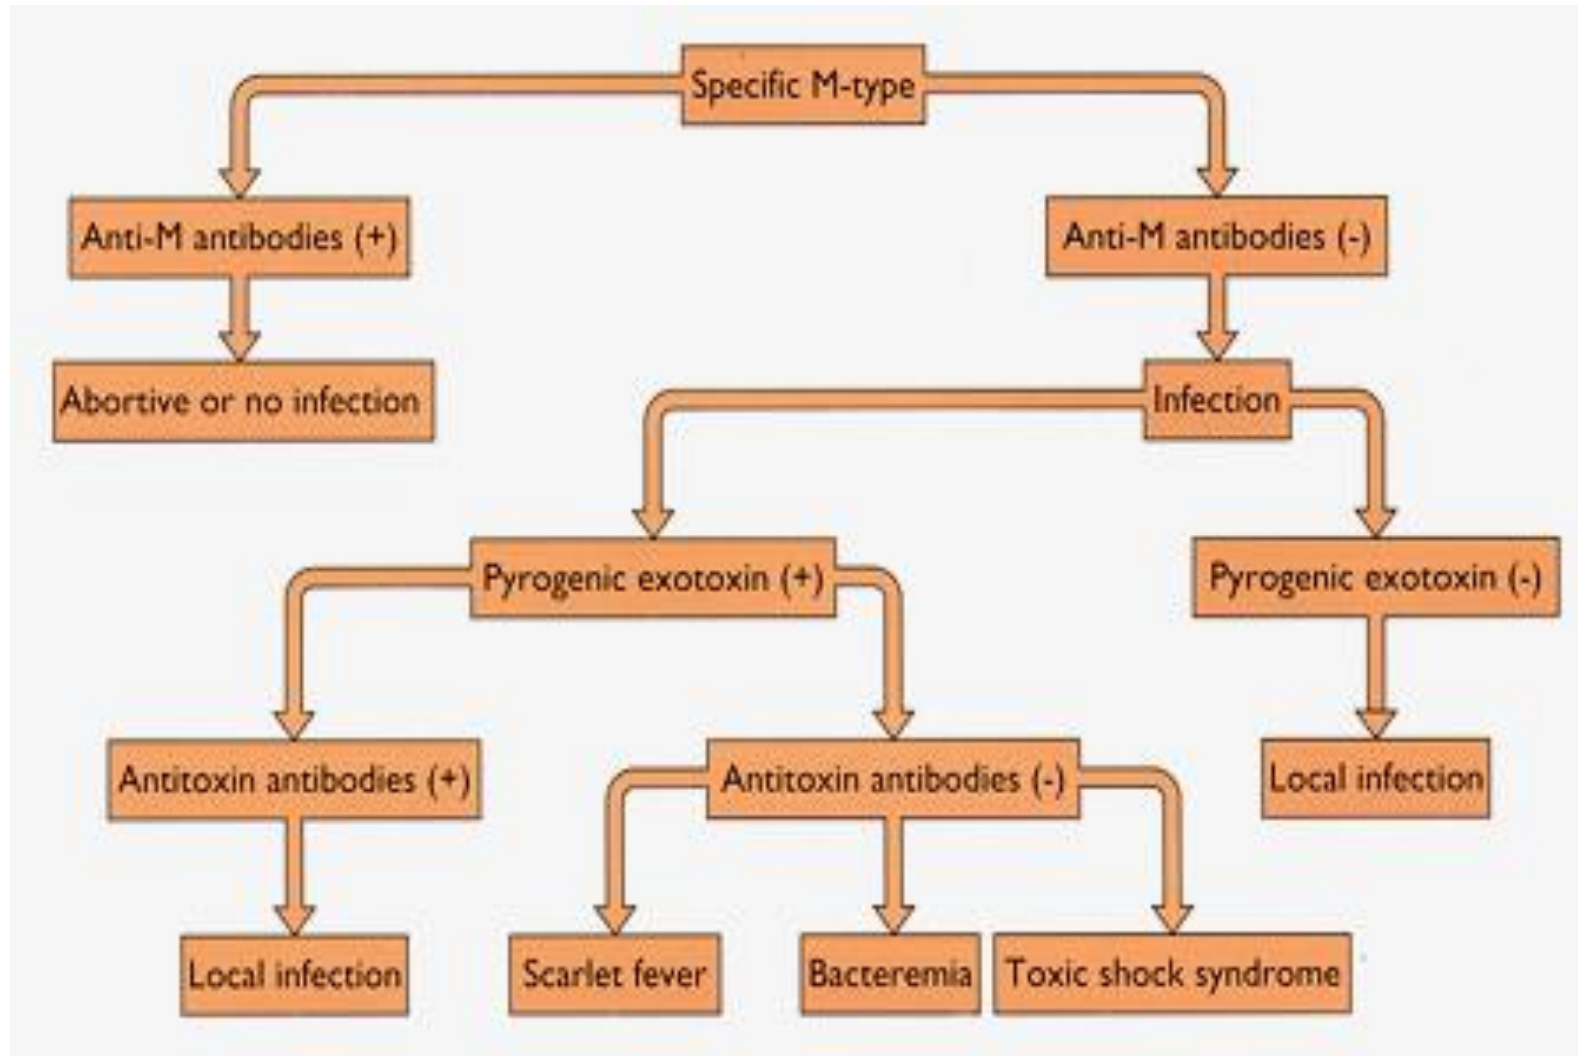 Specific M-type
Anti-M antibodies (+)
Anti-M antibodies (-)
Abortive or no infection
Infection
Pyrogenic exotoxin (+)
Pyrogenic exotoxin (-)
Antitoxin antibodies (+)
Antitoxin antibodies (-)
Local infection
Local infection
Scarlet fever
Bacteremia
Toxic shock syndrome